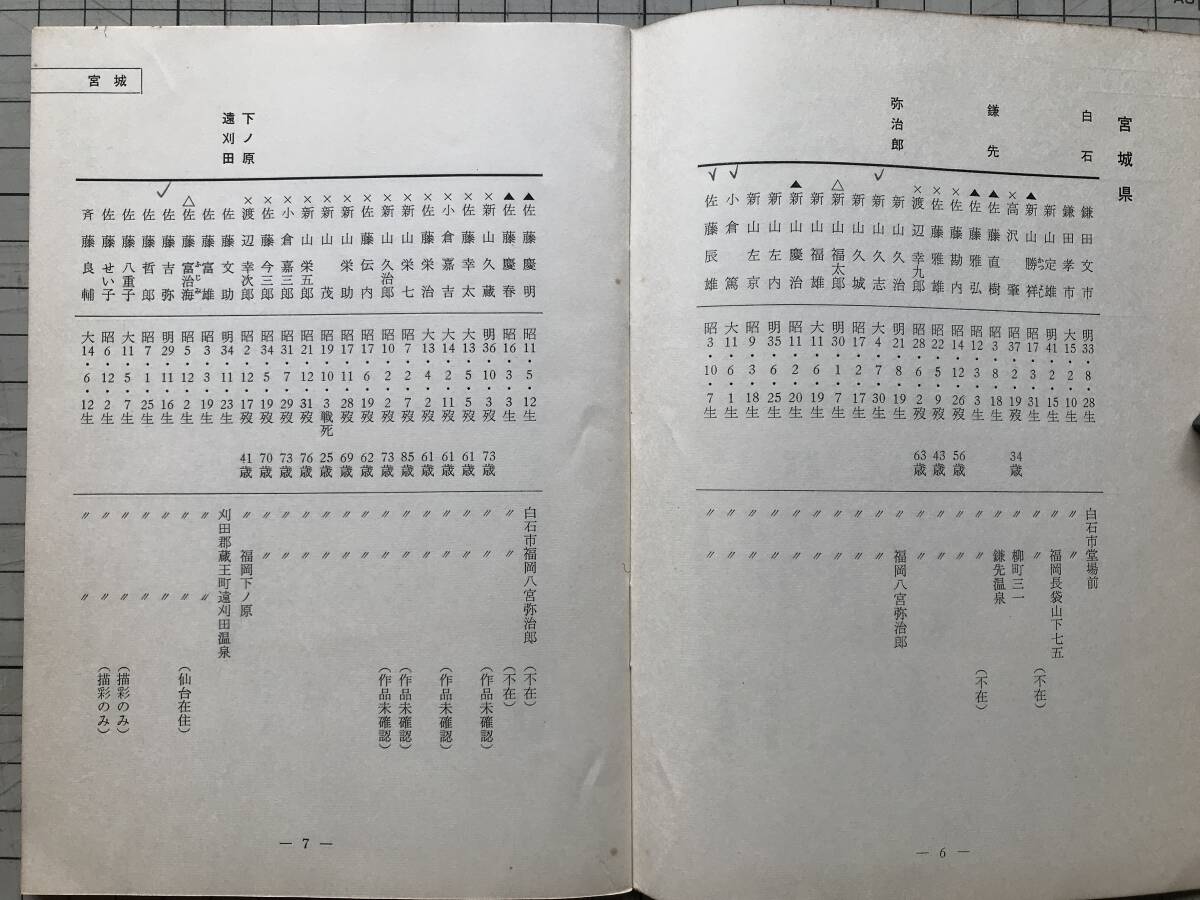 宮城県
白石
鎌田文市 明33・8・28生 白石市堂場前
鎌田孝市 大15・2・10生 〃 〃
新山定雄 明41・2・15生 〃 福岡長袋山下七五
▲新山勝祥 昭17・3・31生 〃 〃 (不在)
×高沢肇 昭37・2・19歿 34歳 〃 柳町三一
鎌先
▲佐藤直樹 昭3・8・18生 〃 鎌先温泉
▲佐藤雅弘 昭12・3・3生 〃 〃 (不在)
×佐藤勘内 昭14・12・26歿 56歳 〃 〃
×佐藤雅雄 昭22・5・9歿 43歳 〃 〃
×渡辺幸九郎 昭28・6・2歿 63歳 〃 〃
弥治郎
新山治 明21・8・19生 〃 福岡八宮弥治郎
新山久志 大4・7・30生 〃 〃
新山久城 昭17・2・17生 〃 〃
△新山福太郎 明30・1・7生 〃 〃
新山福雄 大11・6・19生 〃 〃
▲新山慶治 大11・2・20生 〃 〃
新山左内 明35・6・25生 〃 〃
新山左京 昭9・3・18生 〃 〃
小倉篤 大11・6・1生 〃 〃
佐藤辰雄 昭3・10・7生 〃 〃
— 6 —
宮城
▲佐藤慶明 昭11・5・12生 白石市福岡八宮弥治郎 (不在)
▲佐藤慶春 昭16・3・3生 〃 〃 (不在)
×新山久蔵 明36・10・3歿 73歳 〃 〃 (作品未確認)
×佐藤幸太 大13・5・5歿 61歳 〃 〃
×小倉嘉吉 大14・2・11歿 61歳 〃 〃 (作品未確認)
×佐藤栄治 大13・4・2歿 61歳 〃 〃
×新山栄七 昭7・2・7歿 85歳 〃 〃 (作品未確認)
×新山久治郎 昭10・2・2歿 73歳 〃 〃 (作品未確認)
×佐藤伝内 昭17・6・19歿 62歳 〃 〃
×新山栄助 昭17・11・28歿 69歳 〃 〃
×新山茂 昭19・10・3戦死 25歳 〃 〃
×新山栄五郎 昭21・12・31歿 76歳 〃 〃
×小倉嘉三郎 昭31・7・29歿 73歳 〃 〃
×佐藤今三郎 昭34・5・19歿 70歳 〃 〃
下ノ原
×渡辺幸次郎 昭2・12・17歿 41歳 〃 福岡下ノ原
遠刈田
佐藤文助 明34・11・23生 刈田郡蔵王町遠刈田温泉
佐藤富雄 昭3・3・19生 〃 〃
△佐藤富治海 ふじみ 昭5・12・2生 〃 〃 (仙台在住)
佐藤吉弥 明29・11・16生 〃 〃
佐藤哲郎 昭7・1・25生 〃 〃
佐藤八重子 大11・5・7生 〃 〃 (描彩のみ)
佐藤せい子 昭6・12・2生 〃 〃 (描彩のみ)
斉藤良輔 大14・6・12生 〃 〃
— 7 —